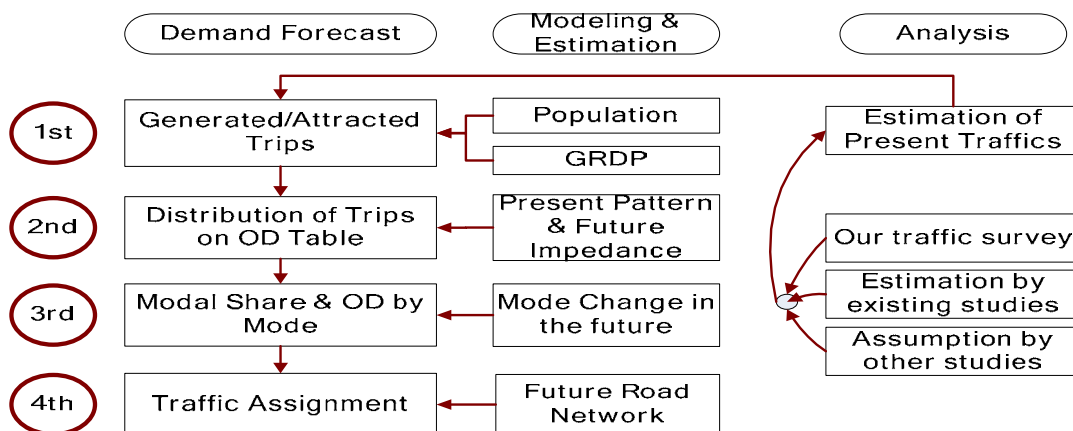 Demand Forecast
Modeling &
Estimation
Analysis
1st
Generated/Attracted
Trips
Population
GRDP
Estimation of
Present Traffics
2nd
Distribution of Trips
on OD Table
Present Pattern
& Future
Impedance
Our traffic survey
3rd
Modal Share & OD by
Mode
Mode Change in
the future
Estimation by
existing studies
Assumption by
other studies
4th
Traffic Assignment
Future Road
Network